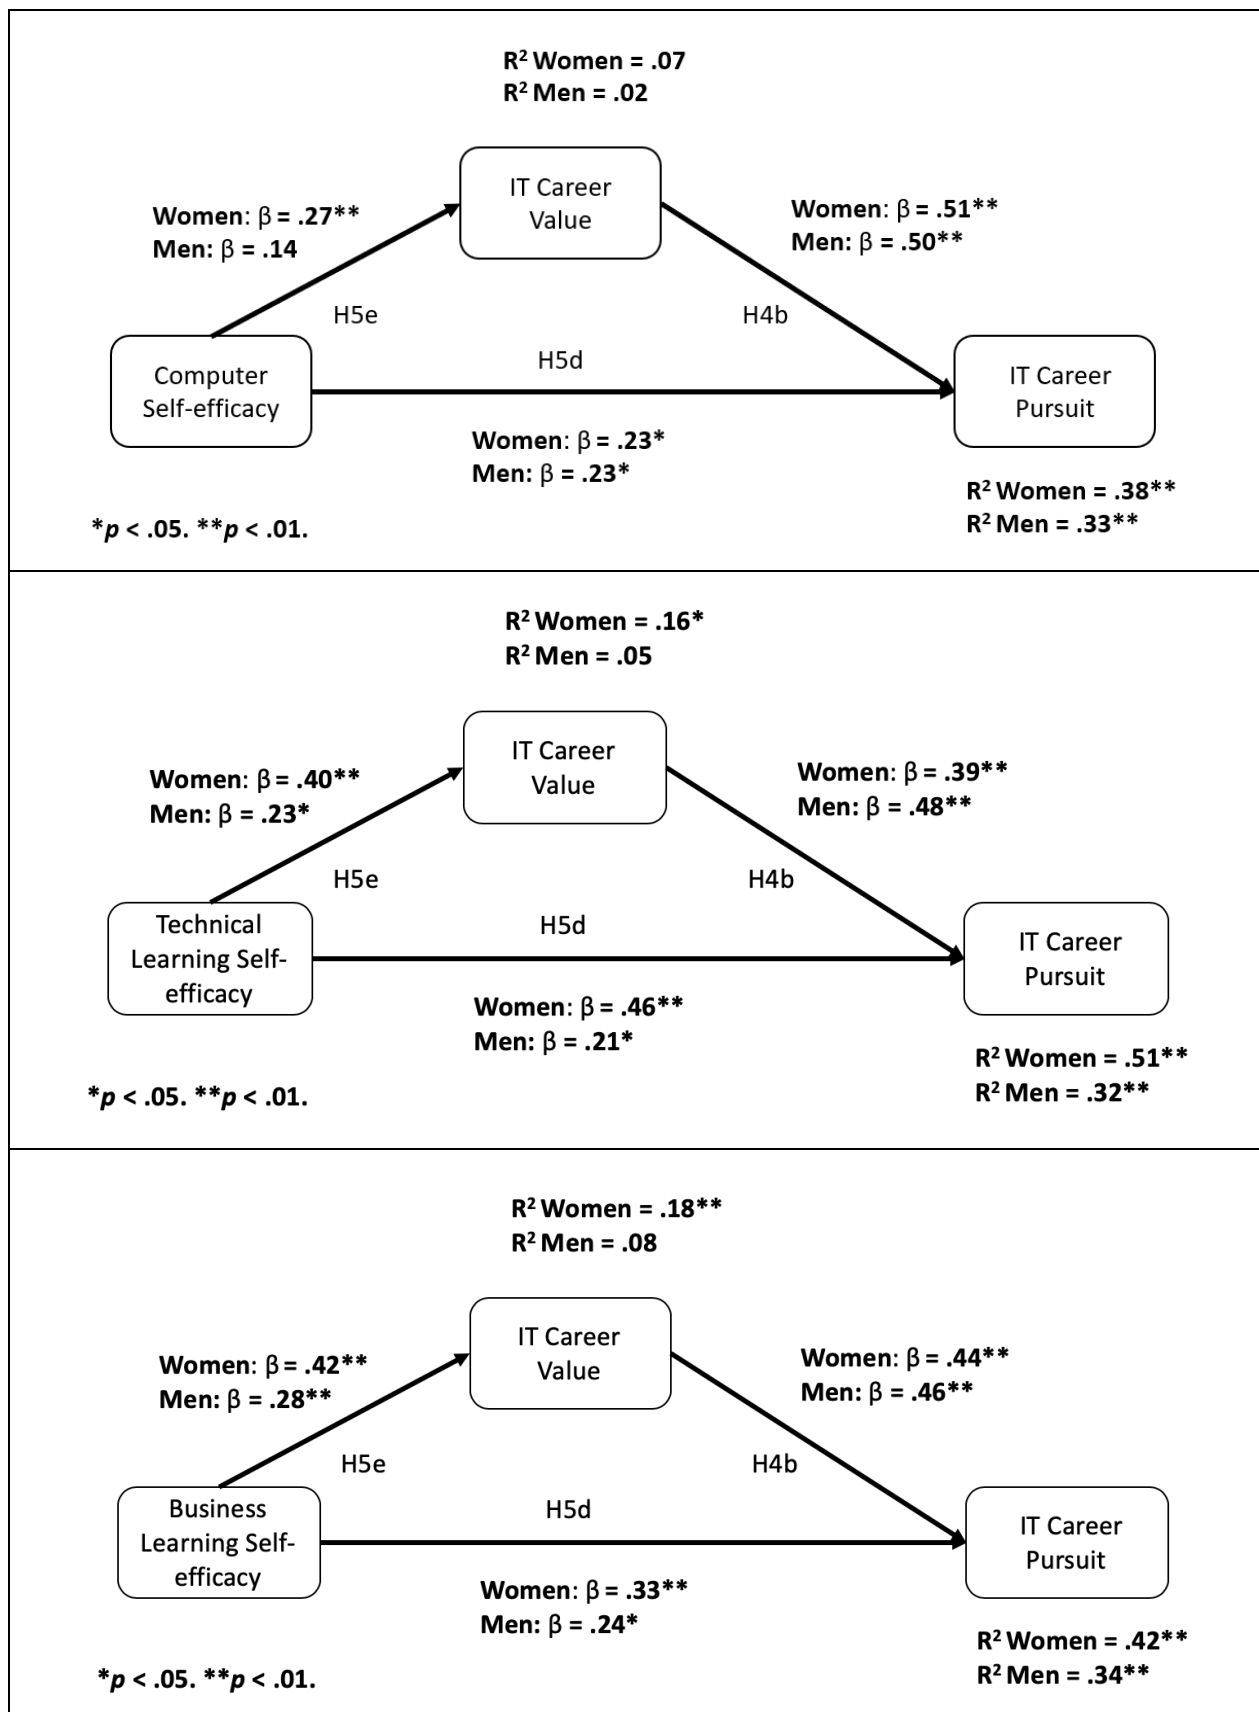 R² Women = .07
R² Men = .02
IT Career
Value
Women: β = .27**
Men: β = .14
Women: β = .51**
Men: β = .50**
H5e
H4b
H5d
Computer
Self-efficacy
IT Career
Pursuit
Women: β = .23*
Men: β = .23*
R² Women = .38**
R² Men = .33**
*p < .05. **p < .01.
R² Women = .16*
R² Men = .05
IT Career
Value
Women: β = .40**
Men: β = .23*
Women: β = .39**
Men: β = .48**
H5e
H4b
H5d
Technical
Learning Self-
efficacy
IT Career
Pursuit
Women: β = .46**
Men: β = .21*
R² Women = .51**
R² Men = .32**
*p < .05. **p < .01.
R² Women = .18**
R² Men = .08
IT Career
Value
Women: β = .42**
Men: β = .28**
Women: β = .44**
Men: β = .46**
H5e
H4b
H5d
Business
Learning Self-
efficacy
IT Career
Pursuit
Women: β = .33**
Men: β = .24*
R² Women = .42**
R² Men = .34**
*p < .05. **p < .01.